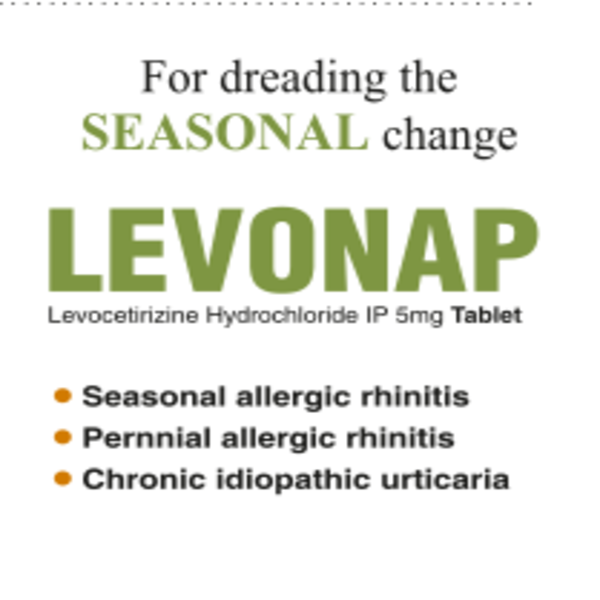 For dreading the
SEASONAL change
LEVONAP
Levocetirizine Hydrochloride IP 5mg Tablet
Seasonal allergic rhinitis
Pernnial allergic rhinitis
Chronic idiopathic urticaria